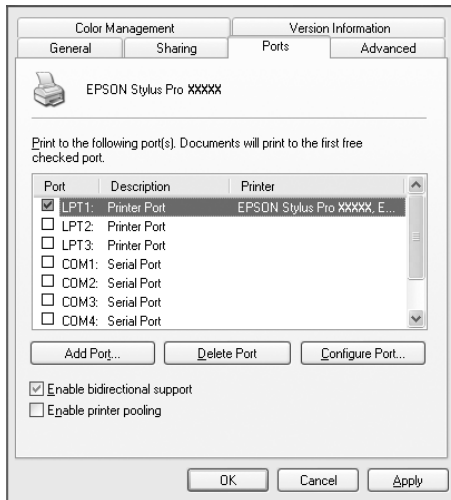 Color Management Version Information
General Sharing Ports Advanced
EPSON Stylus Pro XXXXX
Print to the following port(s). Documents will print to the first free
checked port.
Port Description Printer
LPT1: Printer Port EPSON Stylus Pro XXXXX, E...
LPT2: Printer Port
LPT3: Printer Port
COM1: Serial Port
COM2: Serial Port
COM3: Serial Port
COM4: Serial Port
Add Port... Delete Port Configure Port...
Enable bidirectional support
Enable printer pooling
OK Cancel Apply